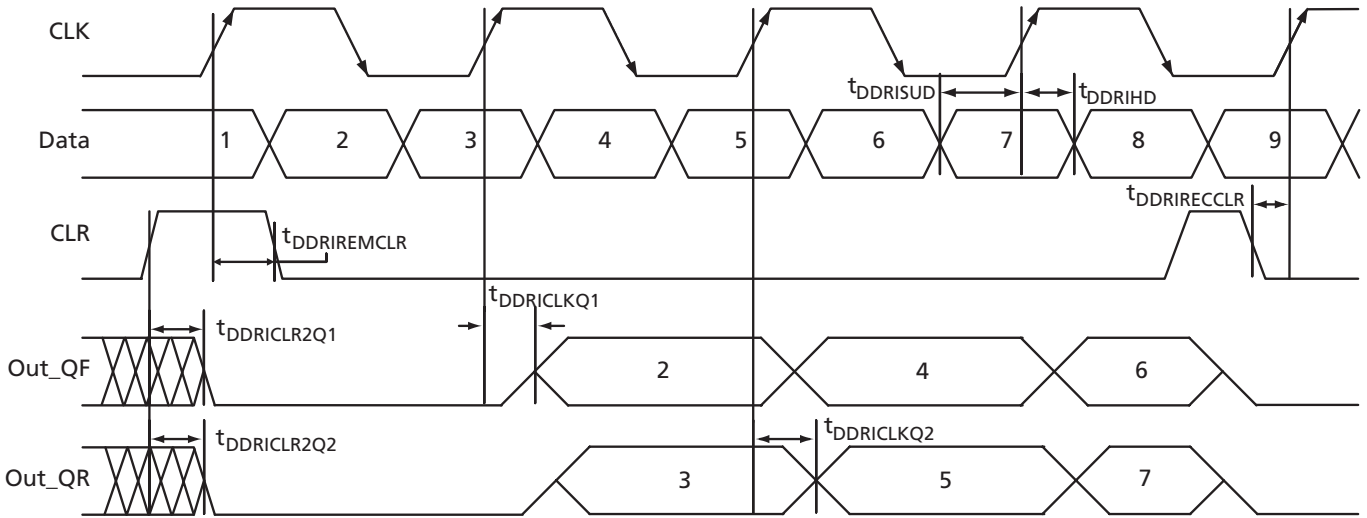 CLK
tDDRISUD tDDRIHD
Data 1 2 3 4 5 6 7 8 9
tDDRIRECCLR
CLR
tDDRIREMCLR
tDDRICLKQ1
tDDRICLR2Q1
Out_QF 2 4 6
tDDRICLR2Q2 tDDRICLKQ2
Out_QR 3 5 7